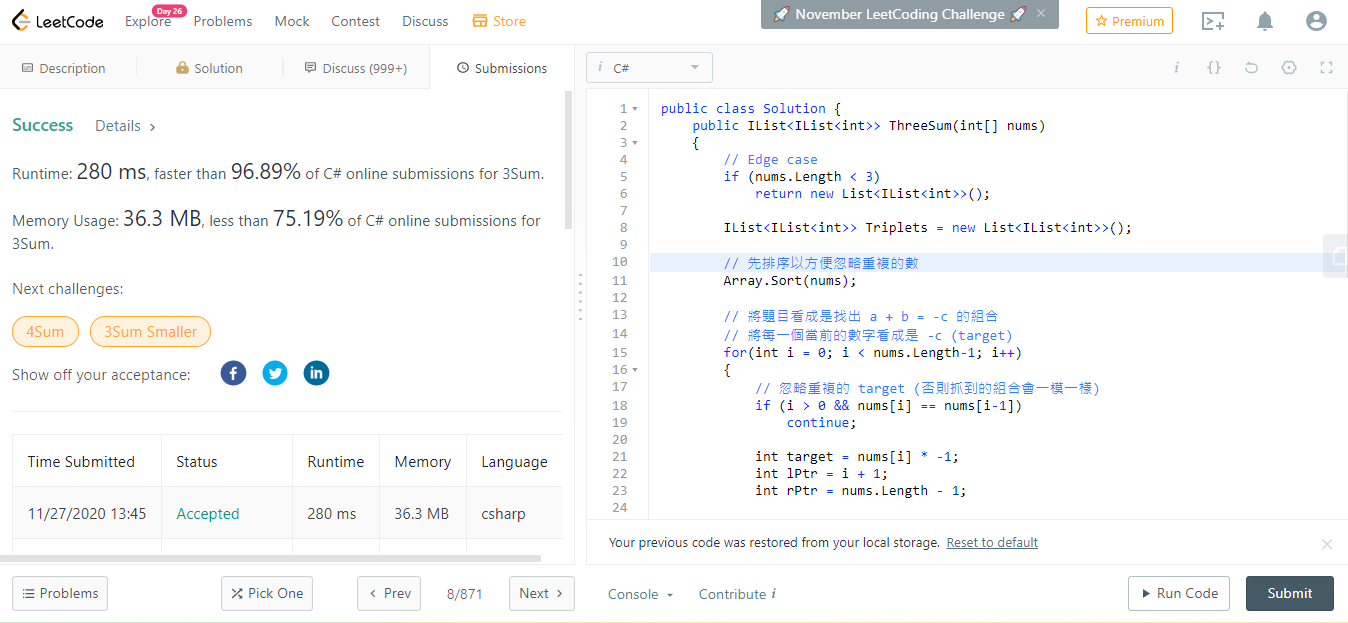 LeetCode
Explore
Day 26
Problems
Mock
Contest
Discuss
Store
🚀 November LeetCoding Challenge 🚀 ×
Premium
Description
Solution
Discuss (999+)
Submissions
Success
Details >
Runtime: 280 ms, faster than 96.89% of C# online submissions for 3Sum.
Memory Usage: 36.3 MB, less than 75.19% of C# online submissions for
3Sum.
Next challenges:
4Sum
3Sum Smaller
Show off your acceptance:
Time Submitted Status Runtime Memory Language
11/27/2020 13:45 Accepted 280 ms 36.3 MB csharp
Problems
Pick One
< Prev
8/871
Next >
i C#
1 public class Solution {
2 public IList<IList<int>> ThreeSum(int[] nums)
3 {
4 // Edge case
5 if (nums.Length < 3)
6 return new List<IList<int>>();
7
8 IList<IList<int>> Triplets = new List<IList<int>>();
9
10 // 先排序以方便忽略重複的數
11 Array.Sort(nums);
12
13 // 將題目看成是找出 a + b = -c 的組合
14 // 將每一個當前的數字看成是 -c (target)
15 for(int i = 0; i < nums.Length-1; i++)
16 {
17 // 忽略重複的 target (否則抓到的組合會一模一樣)
18 if (i > 0 && nums[i] == nums[i-1])
19 continue;
20
21 int target = nums[i] * -1;
22 int lPtr = i + 1;
23 int rPtr = nums.Length - 1;
24
Your previous code was restored from your local storage. Reset to default
Console
Contribute i
Run Code
Submit